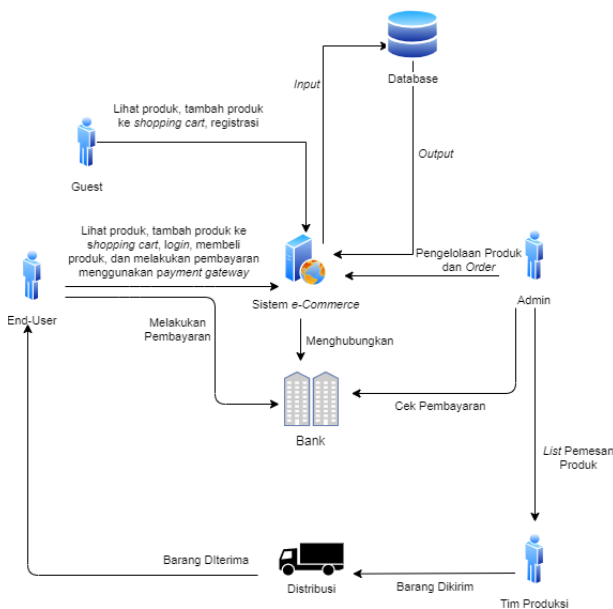 Database
Input
Lihat produk, tambah produk
ke shopping cart, registrasi
Output
Guest
Lihat produk, tambah produk ke
shopping cart, login, membeli
produk, dan melakukan pembayaran
menggunakan payment gateway
Pengelolaan Produk
dan Order
End-User
Sistem e-Commerce
Admin
Melakukan
Pembayaran
Menghubungkan
Cek Pembayaran
Bank
List Pemesan
Produk
Barang DIterima
Distribusi
Barang Dikirim
Tim Produksi